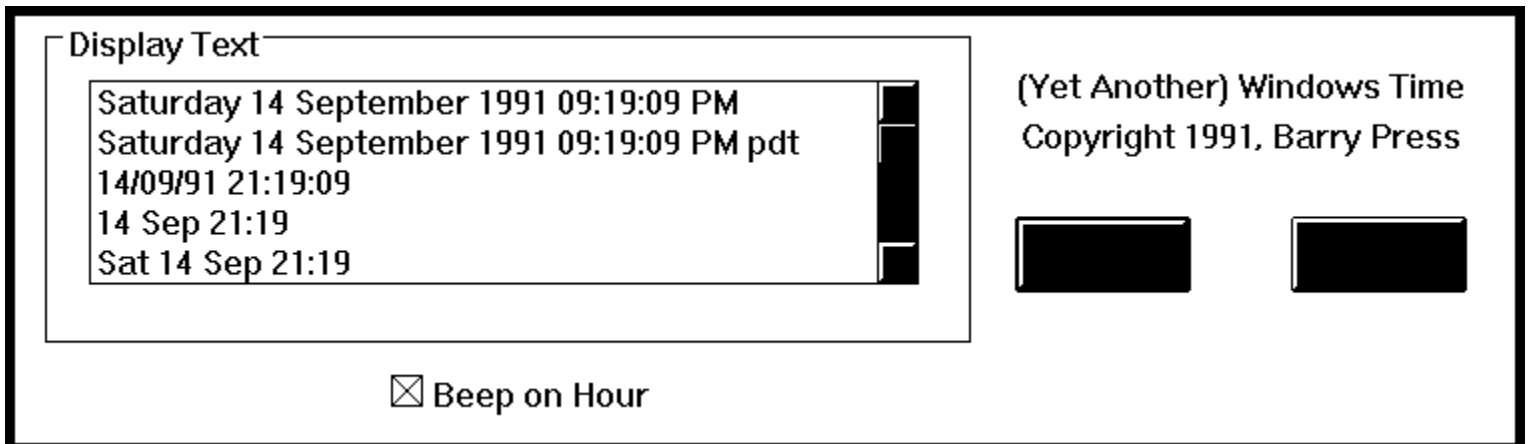 Display Text
Saturday 14 September 1991 09:19:09 PM
Saturday 14 September 1991 09:19:09 PM pdt
14/09/91 21:19:09
14 Sep 21:19
Sat 14 Sep 21:19
(Yet Another) Windows Time
Copyright 1991, Barry Press
Beep on Hour